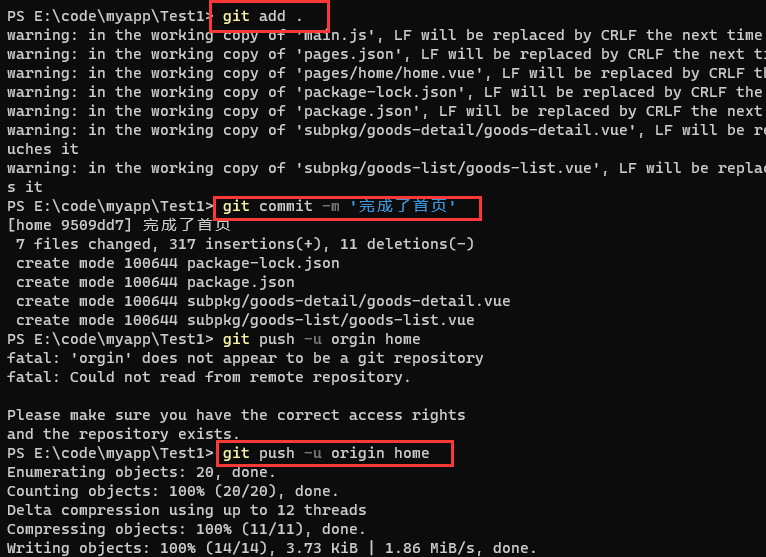 PS E:\code\myapp\Test1> git add .
warning: in the working copy of 'main.js', LF will be replaced by CRLF the next time
warning: in the working copy of 'pages.json', LF will be replaced by CRLF the next ti
warning: in the working copy of 'pages/home/home.vue', LF will be replaced by CRLF th
warning: in the working copy of 'package-lock.json', LF will be replaced by CRLF the
warning: in the working copy of 'package.json', LF will be replaced by CRLF the next
warning: in the working copy of 'subpkg/goods-detail/goods-detail.vue', LF will be re
uches it
warning: in the working copy of 'subpkg/goods-list/goods-list.vue', LF will be replac
s it
PS E:\code\myapp\Test1> git commit -m '完成了首页'
[home 9509dd7] 完成了首页
 7 files changed, 317 insertions(+), 11 deletions(-)
 create mode 100644 package-lock.json
 create mode 100644 package.json
 create mode 100644 subpkg/goods-detail/goods-detail.vue
 create mode 100644 subpkg/goods-list/goods-list.vue
PS E:\code\myapp\Test1> git push -u orgin home
fatal: 'orgin' does not appear to be a git repository
fatal: Could not read from remote repository.

Please make sure you have the correct access rights
and the repository exists.
PS E:\code\myapp\Test1> git push -u origin home
Enumerating objects: 20, done.
Counting objects: 100% (20/20), done.
Delta compression using up to 12 threads
Compressing objects: 100% (11/11), done.
Writing objects: 100% (14/14), 3.73 KiB | 1.86 MiB/s, done.